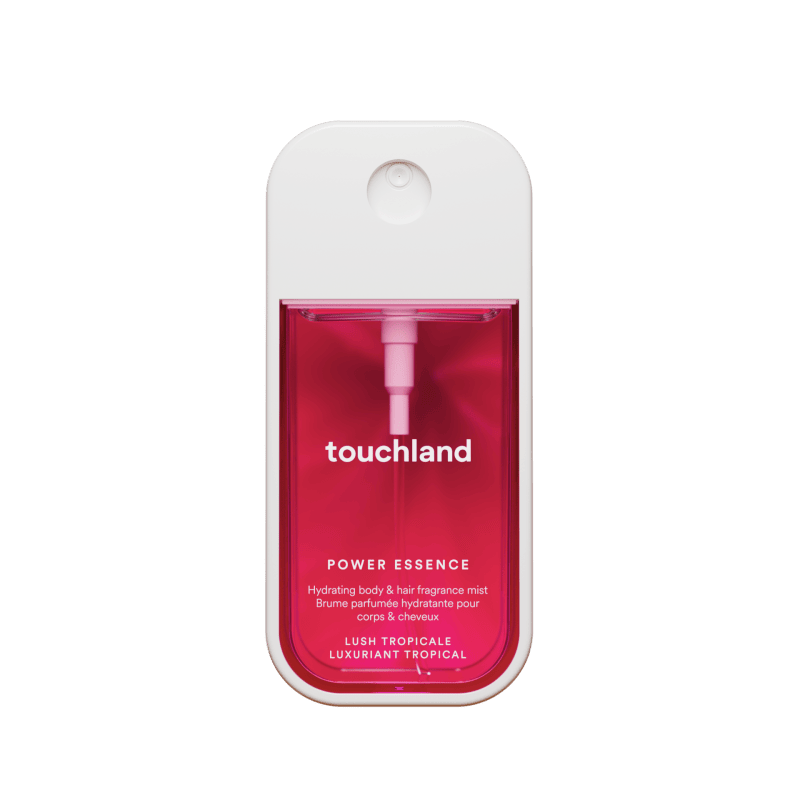 touchland
POWER ESSENCE
Hydrating body & hair fragrance mist
Brume parfumée hydratante pour
corps & cheveux
LUSH TROPICALE
LUXURIANT TROPICAL